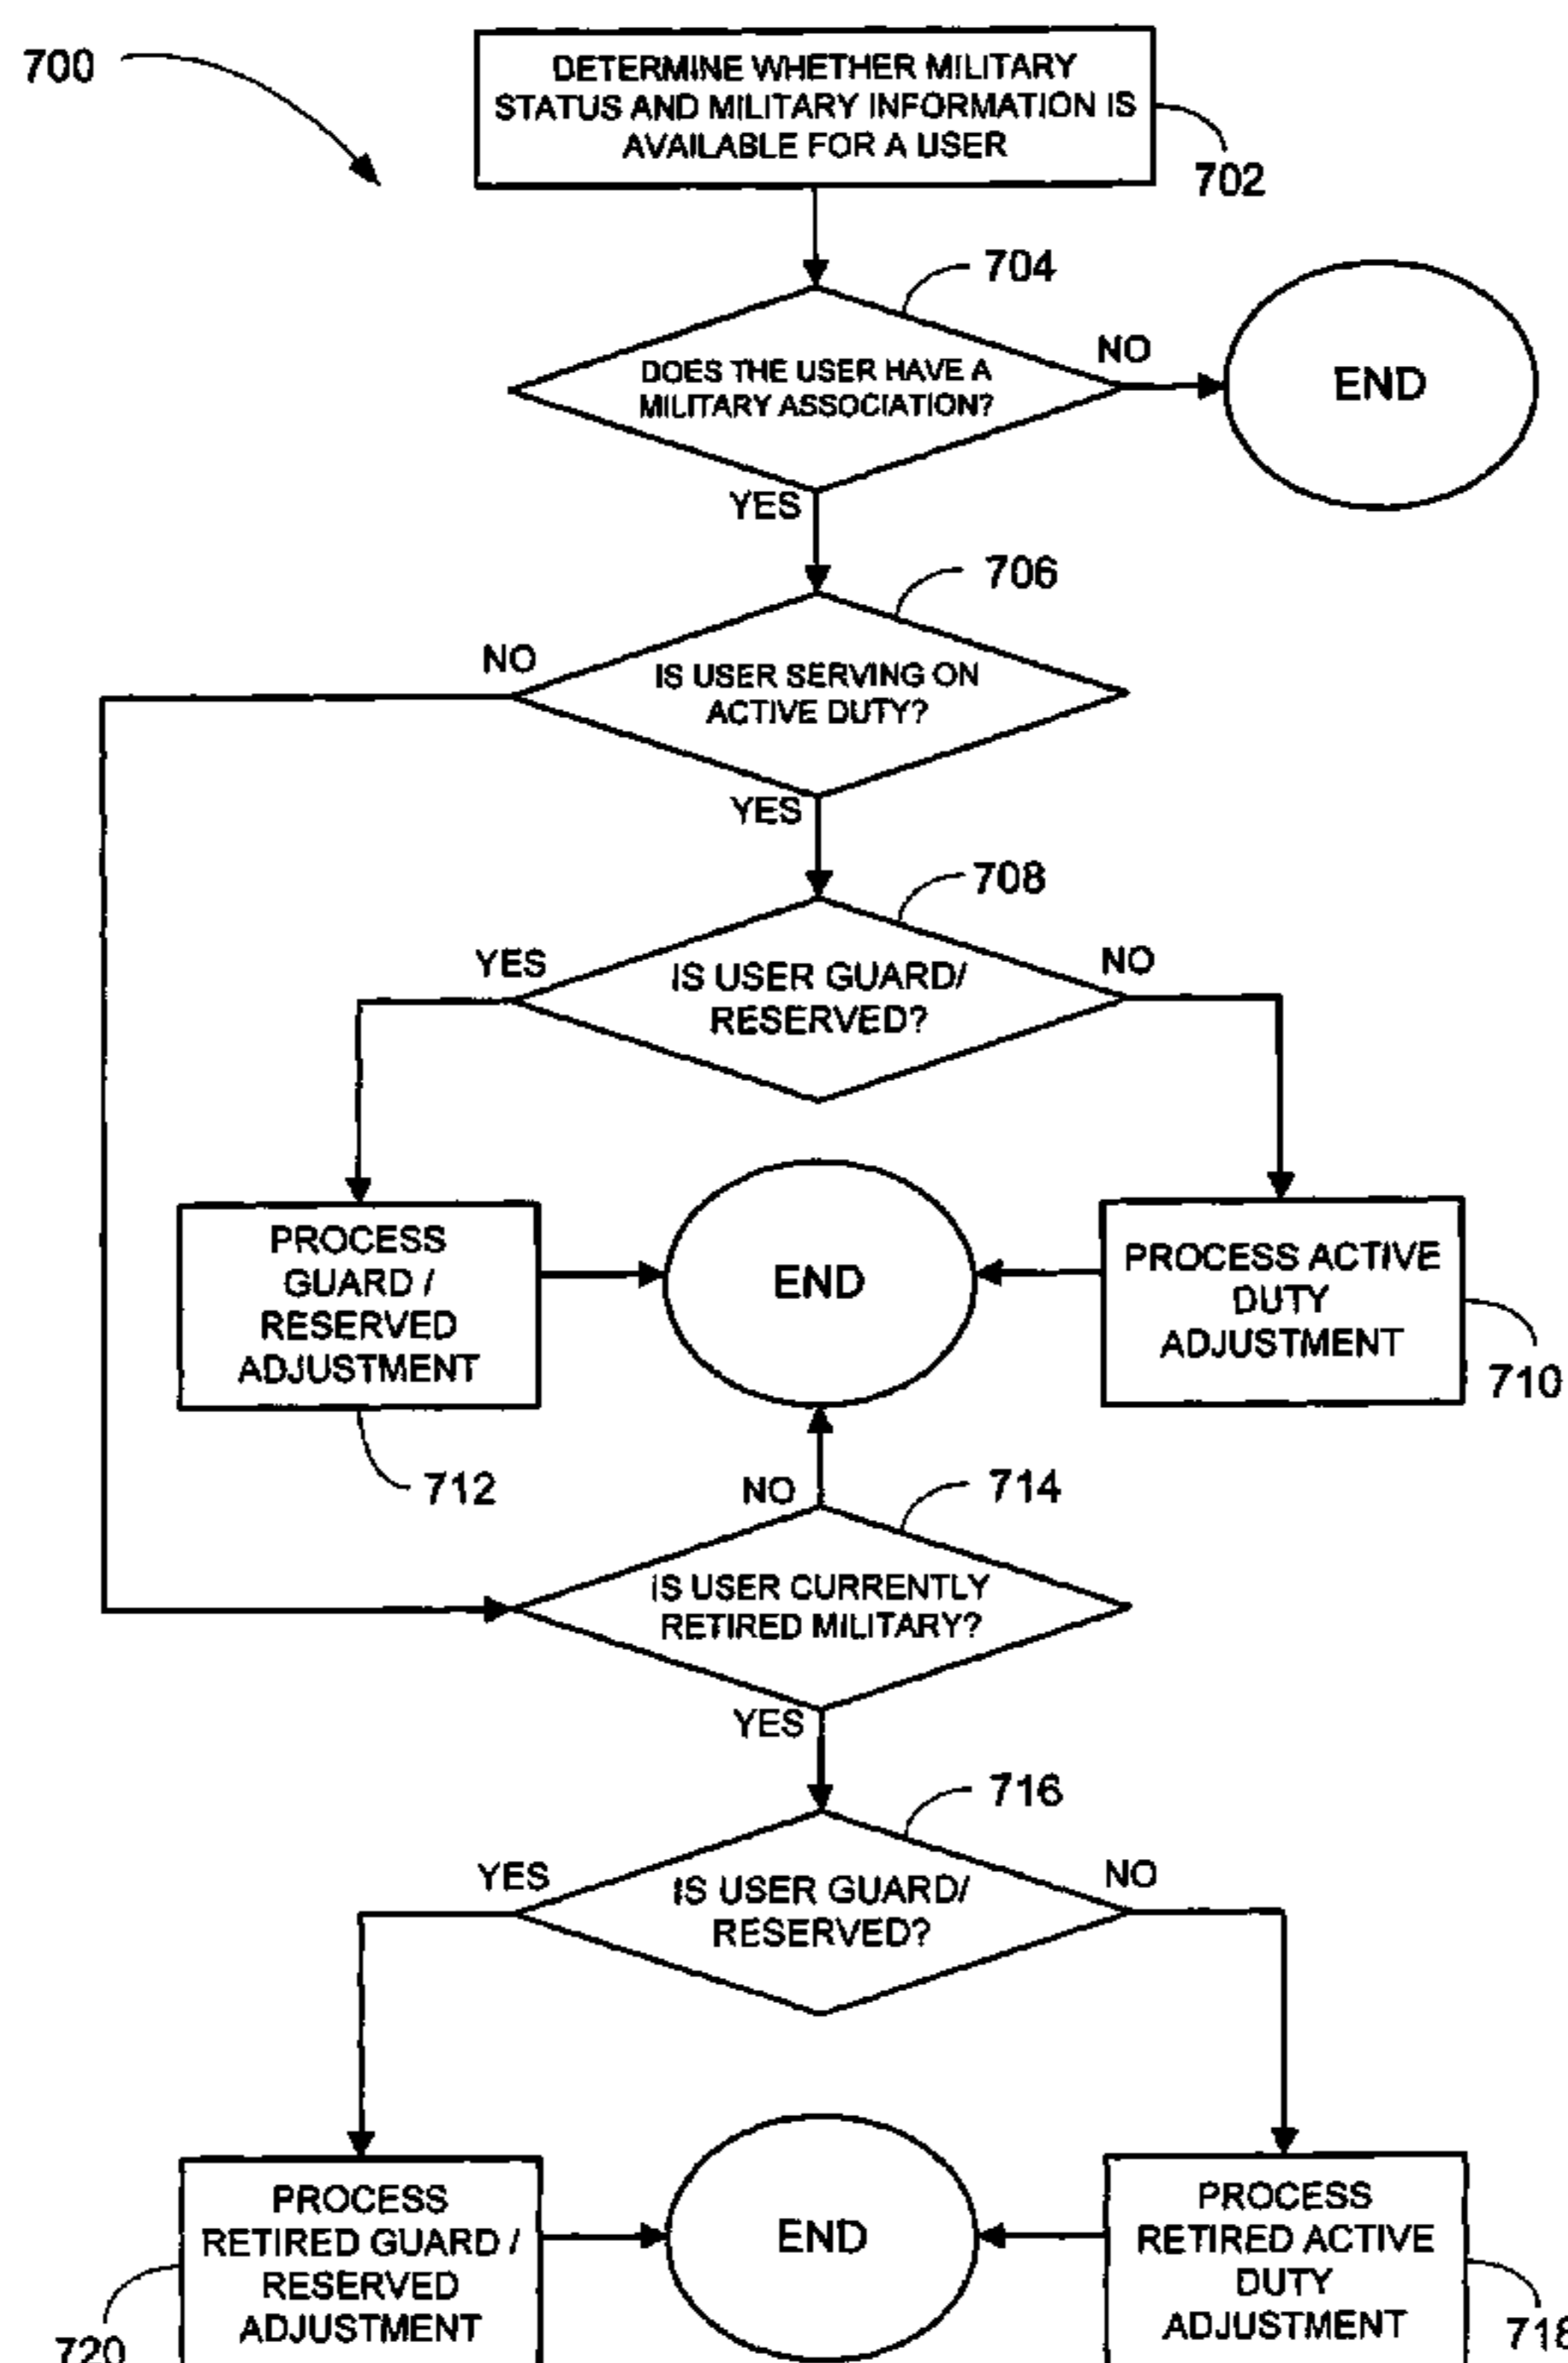 700
DETERMINE WHETHER MILITARY
STATUS AND MILITARY INFORMATION IS
AVAILABLE FOR A USER
702
704
DOES THE USER HAVE A
MILITARY ASSOCIATION?
NO
END
YES
706
NO
IS USER SERVING ON
ACTIVE DUTY?
YES
708
YES
IS USER GUARD/
RESERVED?
NO
PROCESS
GUARD /
RESERVED
ADJUSTMENT
END
PROCESS ACTIVE
DUTY
ADJUSTMENT
710
712
NO
714
IS USER CURRENTLY
RETIRED MILITARY?
YES
716
YES
IS USER GUARD/
RESERVED?
NO
PROCESS
RETIRED GUARD /
RESERVED
ADJUSTMENT
END
PROCESS
RETIRED ACTIVE
DUTY
ADJUSTMENT
720
718